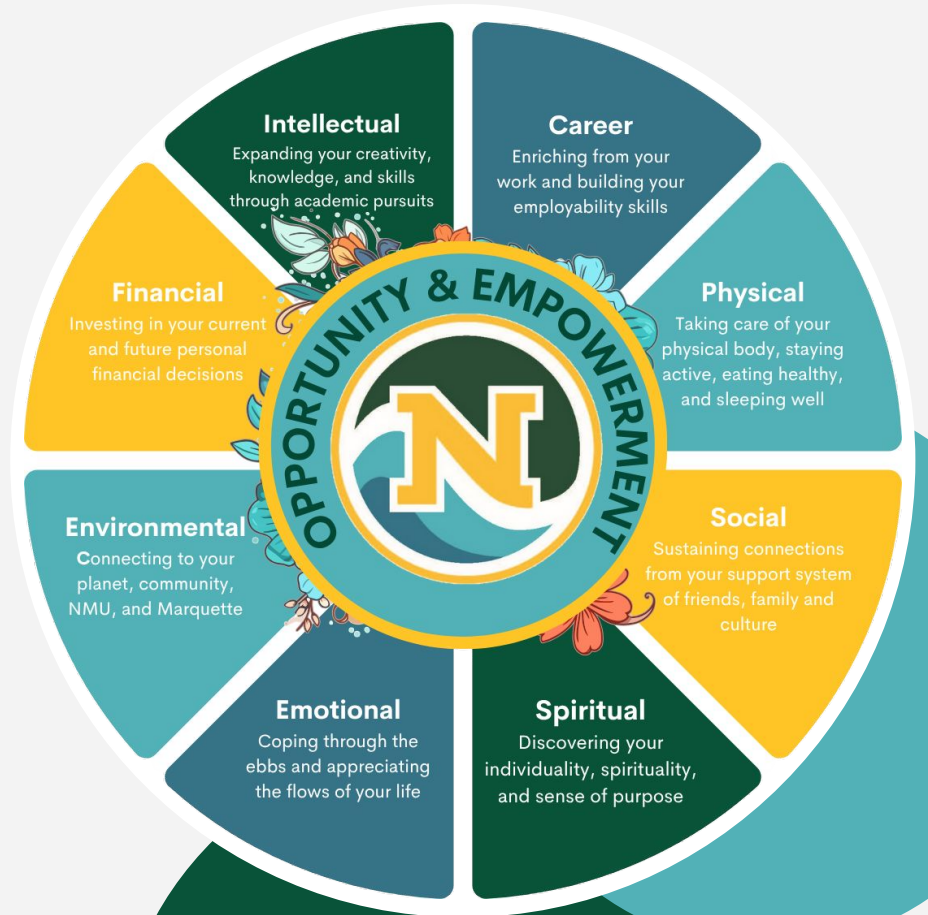 Intellectual
Expanding your creativity,
knowledge, and skills
through academic pursuits
Career
Enriching from your
work and building your
employability skills
Financial
Investing in your current
and future personal
financial decisions
Physical
Taking care of your
physical body, staying
active, eating healthy,
and sleeping well
OPPORTUNITY & EMPOWERMENT
N
Environmental
Connecting to your
planet, community,
NMU, and Marquette
Social
Sustaining connections
from your support system
of friends, family and
culture
Emotional
Coping through the
ebbs and appreciating
the flows of your life
Spiritual
Discovering your
individuality, spirituality,
and sense of purpose